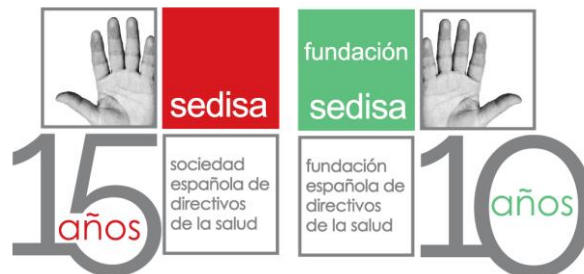 sedisa
15
años
sociedad
española de
directivos
de la salud
fundación
sedisa
fundación
española de
directivos
de la salud
10
años